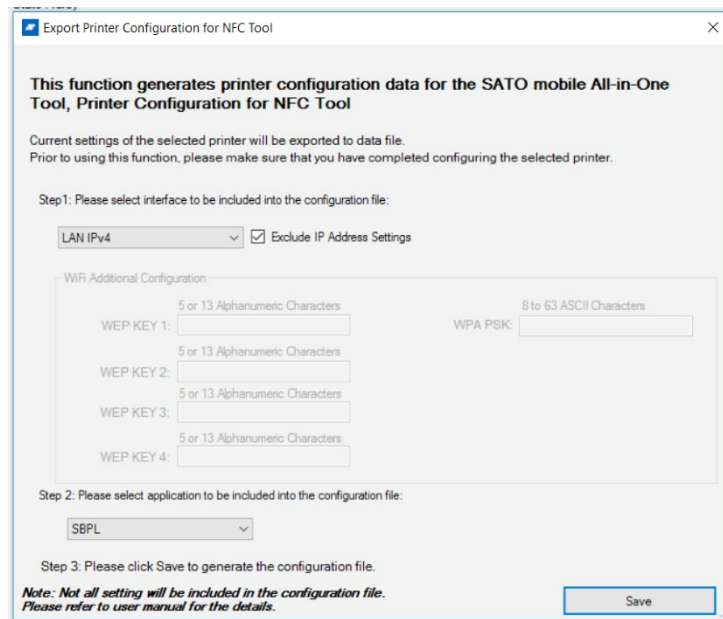 Export Printer Configuration for NFC Tool
This function generates printer configuration data for the SATO mobile All-in-One
Tool, Printer Configuration for NFC Tool
Current settings of the selected printer will be exported to data file.
Prior to using this function, please make sure that you have completed configuring the selected printer.
Step1: Please select interface to be included into the configuration file:
LAN IPv4
Exclude IP Address Settings
WiFi Additional Configuration
5 or 13 Alphanumeric Characters
8 to 63 ASCII Characters
WEP KEY 1:
WPA PSK:
5 or 13 Alphanumeric Characters
WEP KEY 2:
5 or 13 Alphanumeric Characters
WEP KEY 3:
5 or 13 Alphanumeric Characters
WEP KEY 4:
Step 2: Please select application to be included into the configuration file:
SBPL
Step 3: Please click Save to generate the configuration file.
Note: Not all setting will be included in the configuration file.
Please refer to user manual for the details.
Save